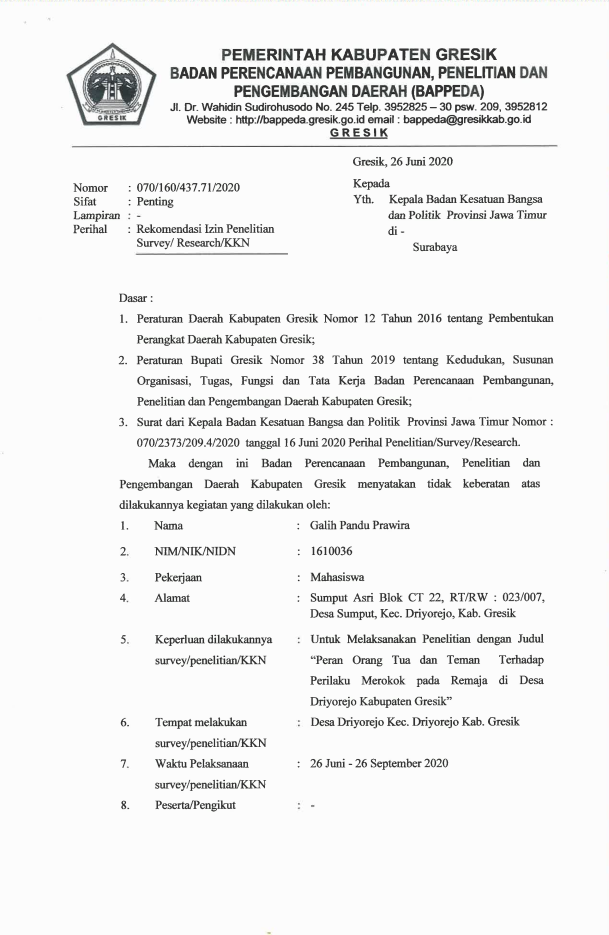 PEMERINTAH KABUPATEN GRESIK
BADAN PERENCANAAN PEMBANGUNAN, PENELITIAN DAN
PENGEMBANGAN DAERAH (BAPPEDA)
Jl. Dr. Wahidin Sudirohusodo No. 245 Telp. 3952825 – 30 psw. 209, 3952812
Website : http://bappeda.gresik.go.id email : bappeda@gresikkab.go.id
GRESIK
GRESIK
Gresik, 26 Juni 2020
Nomor : 070/160/437.71/2020
Sifat : Penting
Lampiran : -
Perihal : Rekomendasi Izin Penelitian
Survey/ Research/KKN
Kepada
Yth. Kepala Badan Kesatuan Bangsa
dan Politik Provinsi Jawa Timur
di -
Surabaya
Dasar :
1. Peraturan Daerah Kabupaten Gresik Nomor 12 Tahun 2016 tentang Pembentukan
Perangkat Daerah Kabupaten Gresik;
2. Peraturan Bupati Gresik Nomor 38 Tahun 2019 tentang Kedudukan, Susunan
Organisasi, Tugas, Fungsi dan Tata Kerja Badan Perencanaan Pembangunan,
Penelitian dan Pengembangan Daerah Kabupaten Gresik;
3. Surat dari Kepala Badan Kesatuan Bangsa dan Politik Provinsi Jawa Timur Nomor :
070/2373/209.4/2020 tanggal 16 Juni 2020 Perihal Penelitian/Survey/Research.
Maka dengan ini Badan Perencanaan Pembangunan, Penelitian dan
Pengembangan Daerah Kabupaten Gresik menyatakan tidak keberatan atas
dilakukannya kegiatan yang dilakukan oleh:
1. Nama : Galih Pandu Prawira
2. NIM/NIK/NIDN : 1610036
3. Pekerjaan : Mahasiswa
4. Alamat : Sumput Asri Blok CT 22, RT/RW : 023/007,
Desa Sumput, Kec. Driyorejo, Kab. Gresik
5. Keperluan dilakukannya : Untuk Melaksanakan Penelitian dengan Judul
survey/penelitian/KKN “Peran Orang Tua dan Teman Terhadap
Perilaku Merokok pada Remaja di Desa
Driyorejo Kabupaten Gresik”
6. Tempat melakukan : Desa Driyorejo Kec. Driyorejo Kab. Gresik
survey/penelitian/KKN
7. Waktu Pelaksanaan : 26 Juni - 26 September 2020
survey/penelitian/KKN
8. Peserta/Pengikut : -